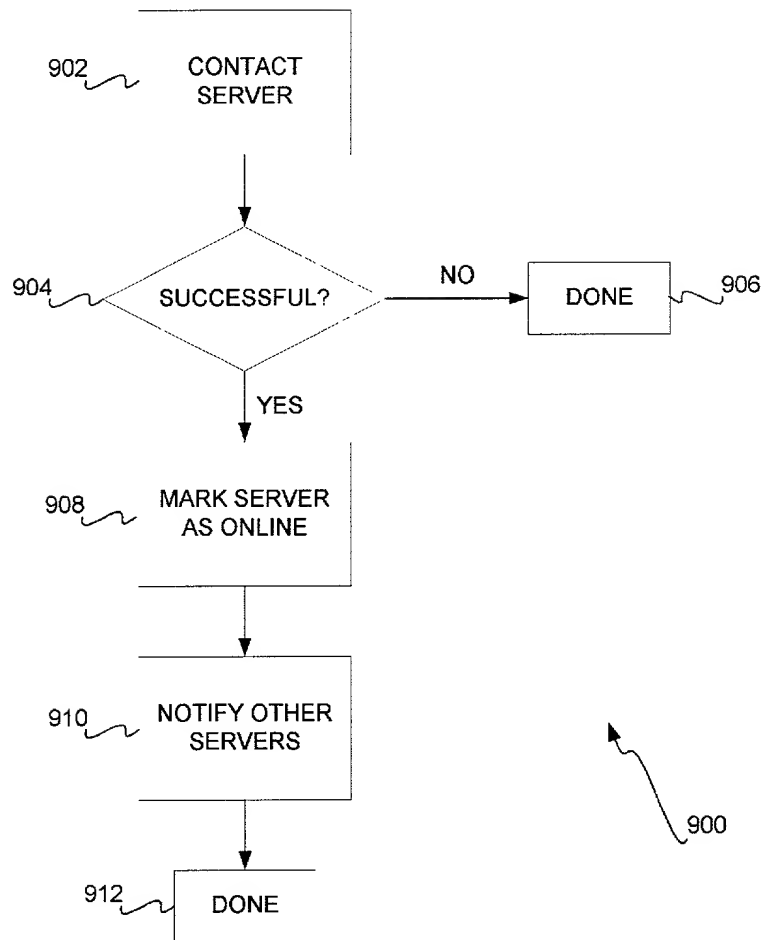 902
CONTACT
SERVER
904
SUCCESSFUL?
NO
DONE
906
YES
908
MARK SERVER
AS ONLINE
910
NOTIFY OTHER
SERVERS
900
912
DONE